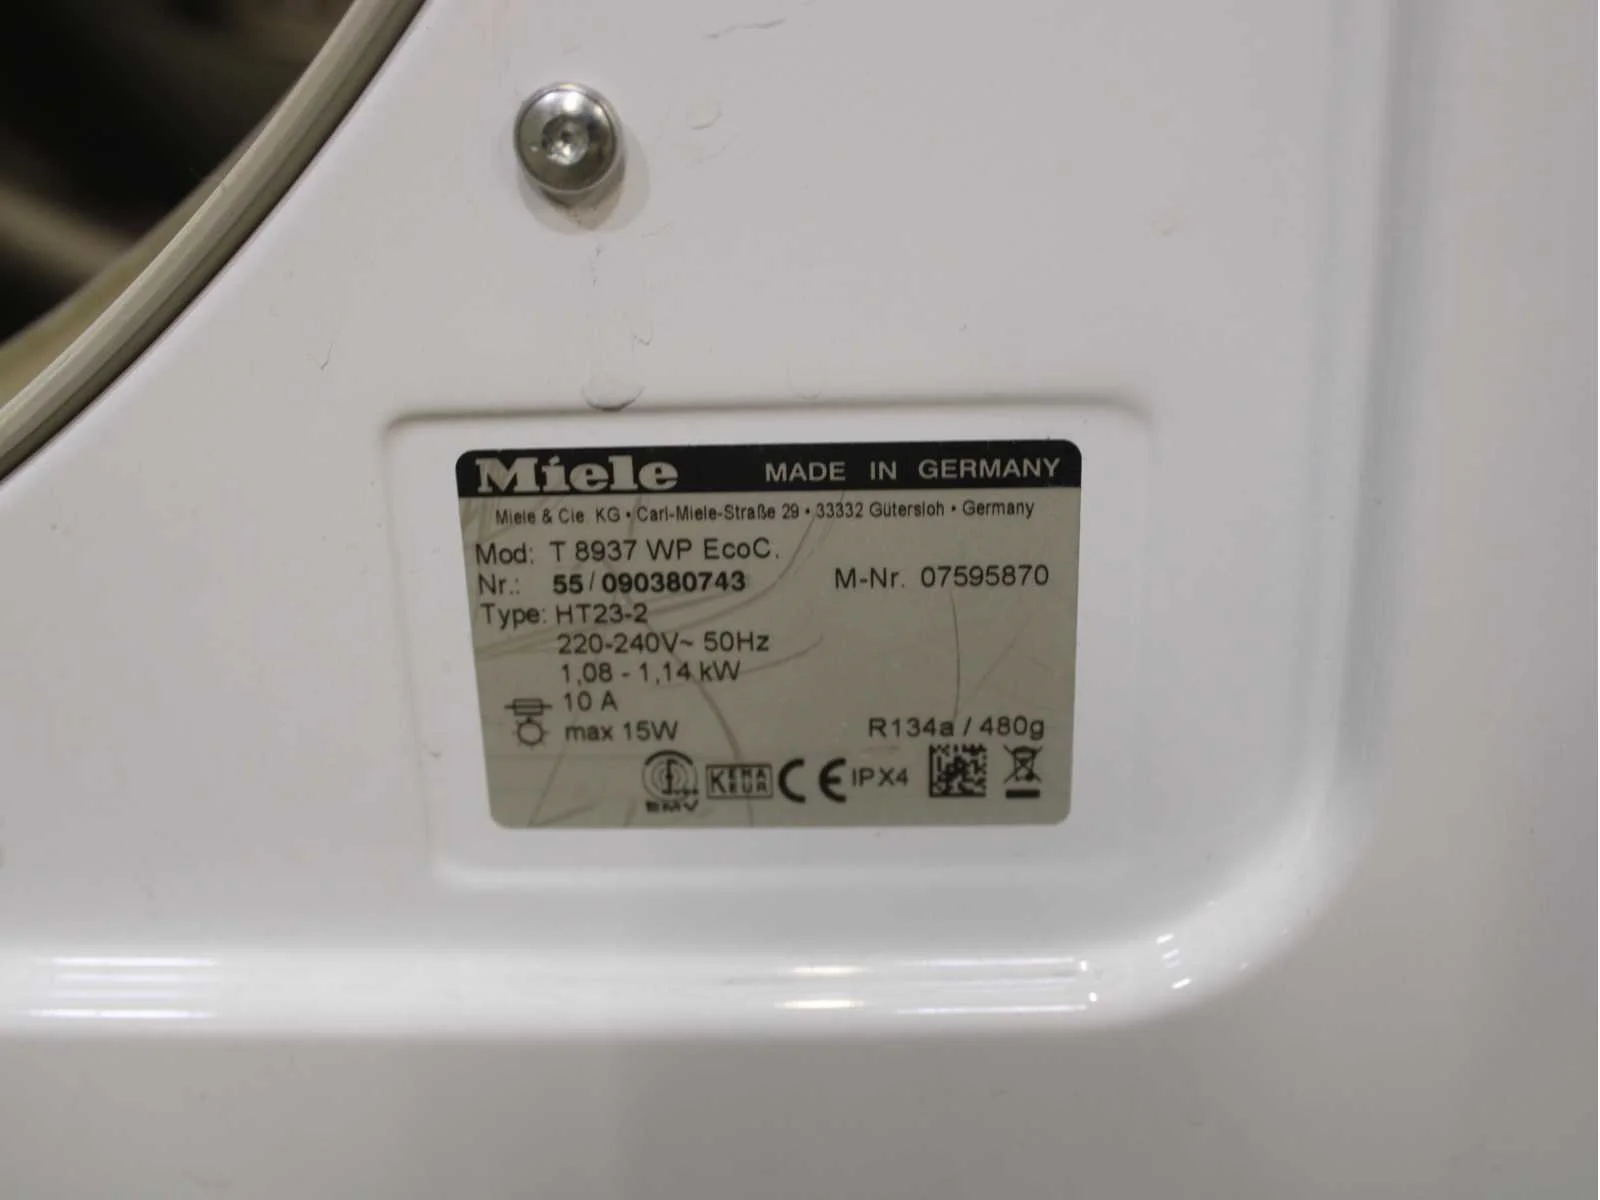 Miele MADE IN GERMANY
Miele & Cie. KG • Carl-Miele-Straße 29 • 33332 Gütersloh • Germany
Mod: T 8937 WP EcoC.
Nr.: 55/090380743 M-Nr. 07595870
Type: HT23-2
220-240V~ 50Hz
1,08 - 1,14 kW
10 A
max 15W R134a / 480g
EMV KEMA EUR CE IPX4